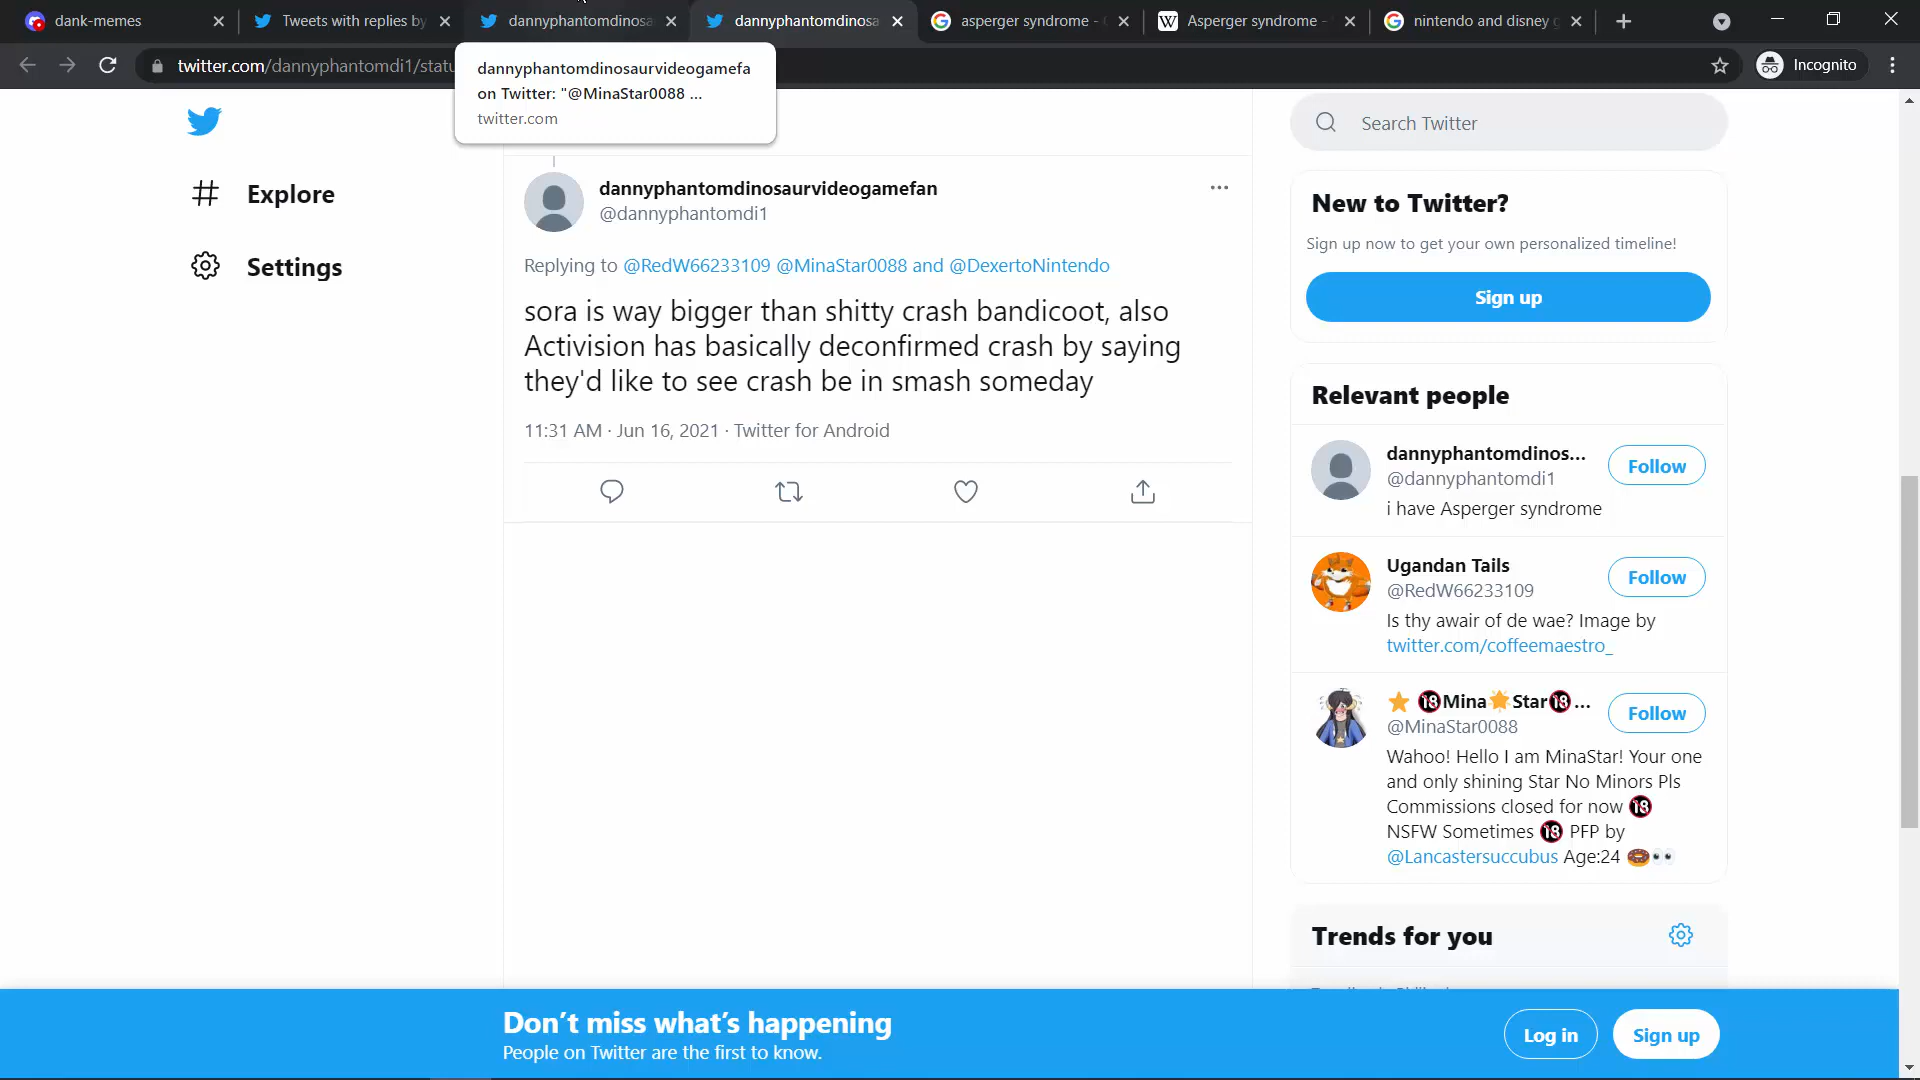 dank-memes
Tweets with replies by
dannyphantomdinosa
dannyphantomdinosa
asperger syndrome -
Asperger syndrome -
nintendo and disney
twitter.com/dannyphantomdi1/statu
Incognito
dannyphantomdinosaurvideogamefa
on Twitter: "@MinaStar0088 ...
twitter.com
Explore
Settings
dannyphantomdinosaurvideogamefan
@dannyphantomdi1
Replying to @RedW66233109 @MinaStar0088 and @DexertoNintendo
sora is way bigger than shitty crash bandicoot, also
Activision has basically deconfirmed crash by saying
they'd like to see crash be in smash someday
11:31 AM · Jun 16, 2021 · Twitter for Android
Search Twitter
New to Twitter?
Sign up now to get your own personalized timeline!
Sign up
Relevant people
dannyphantomdinos...
@dannyphantomdi1
Follow
i have Asperger syndrome
Ugandan Tails
@RedW66233109
Follow
Is thy awair of de wae? Image by
twitter.com/coffeemaestro_
⭐ 🔞Mina🌟Star🔞...
@MinaStar0088
Follow
Wahoo! Hello I am MinaStar! Your one
and only shining Star No Minors Pls
Commissions closed for now 🔞
NSFW Sometimes 🔞 PFP by
@Lancastersuccubus Age:24 🍩👀
Trends for you
Don't miss what's happening
People on Twitter are the first to know.
Log in
Sign up